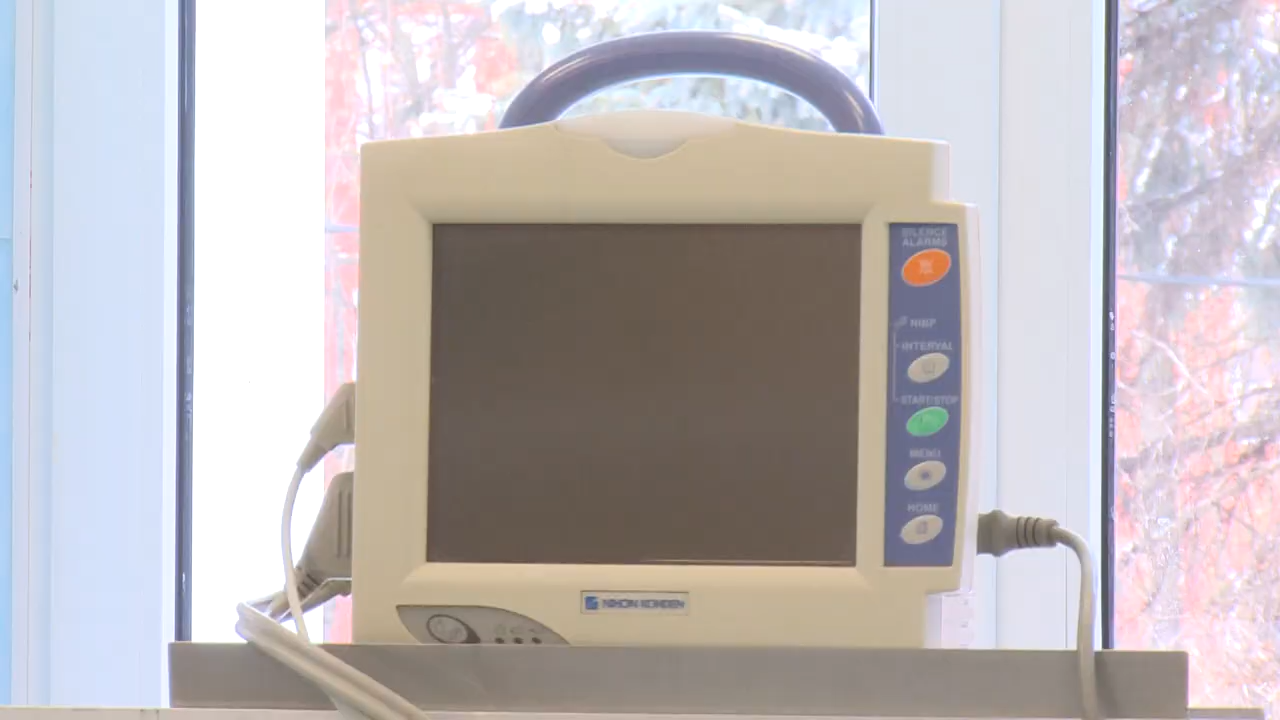 SILENCE
ALARMS
NIBP
INTERVAL
START/STOP
MENU
HOME
NIHON KOHDEN